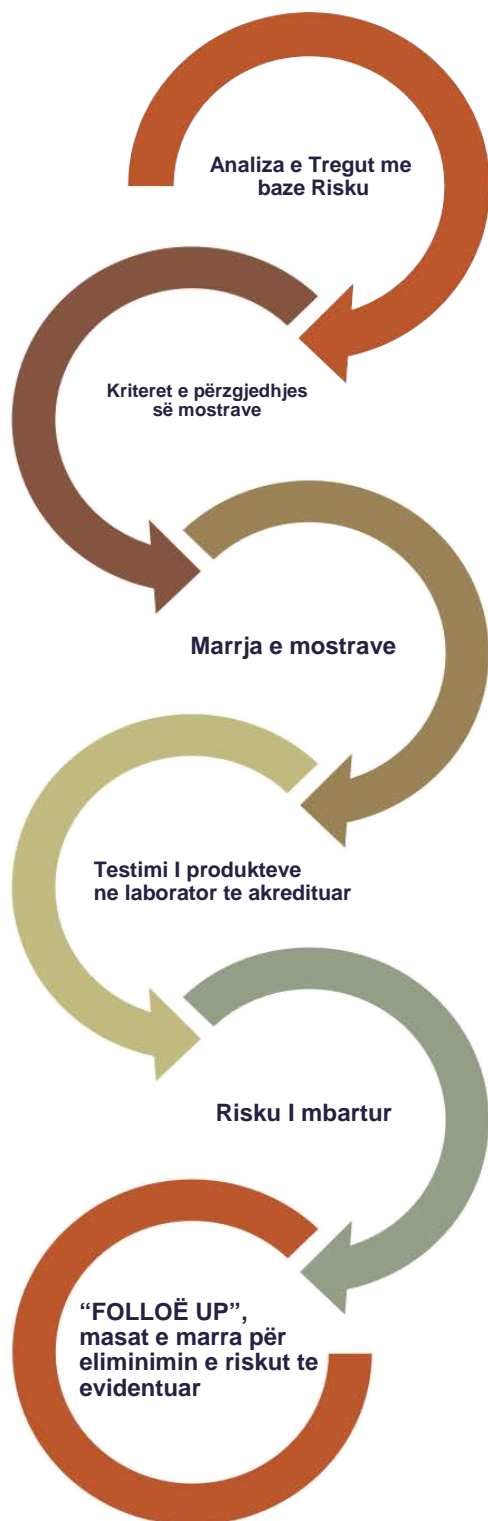 Analiza e Tregut me
baze Risku
Kriteret e përzgjedhjes
së mostrave
Marrja e mostrave
Testimi I produkteve
ne laborator te akredituar
Risku I mbartur
“FOLLOË UP”,
masat e marra për
eliminimin e riskut te
evidentuar